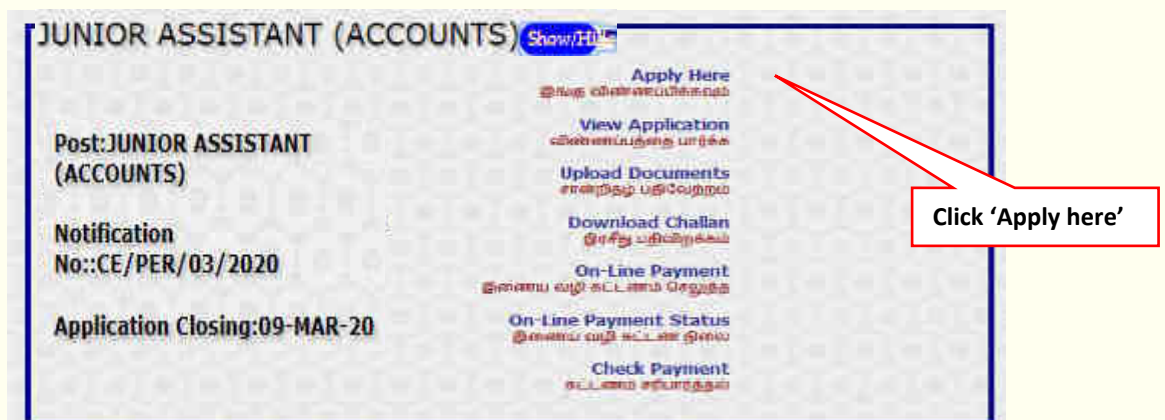 JUNIOR ASSISTANT (ACCOUNTS) Show/Hide
Apply Here
இங்கு விண்ணப்பிக்கவும்
Post:JUNIOR ASSISTANT
(ACCOUNTS)
Notification
No::CE/PER/03/2020
Application Closing:09-MAR-20
View Application
விண்ணப்பத்தை பார்க்க
Upload Documents
சான்றிதழ் பதிவேற்றம்
Download Challan
இரசீது பதிவிறக்கம்
On-Line Payment
இணைய வழி கட்டணம் செலுத்த
On-Line Payment Status
இணைய வழி கட்டண நிலை
Check Payment
கட்டணம் சரிபார்த்தல்
Click ‘Apply here’